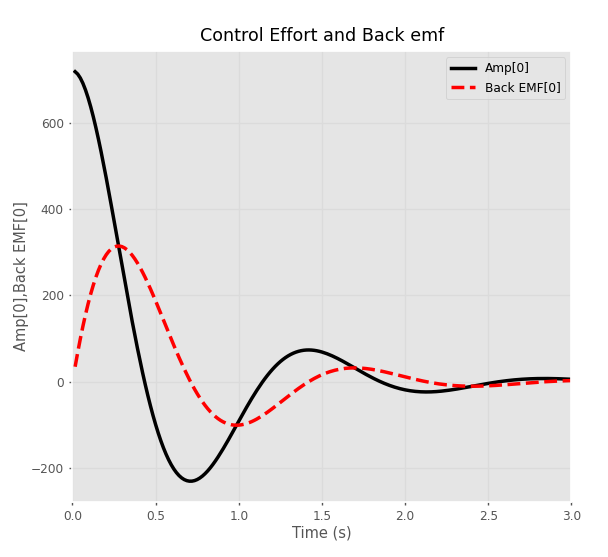 Control Effort and Back emf
Amp[0]
Back EMF[0]
Amp[0],Back EMF[0]
600
400
200
0
−200
0.0 0.5 1.0 1.5 2.0 2.5 3.0
Time (s)